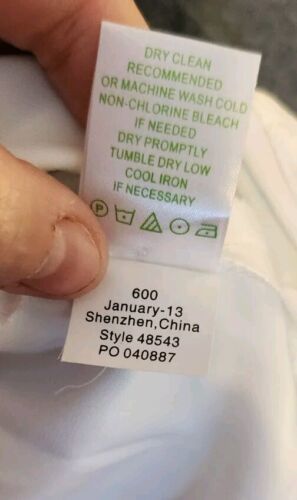 DRY CLEAN
RECOMMENDED
OR MACHINE WASH COLD
NON-CHLORINE BLEACH
IF NEEDED
DRY PROMPTLY
TUMBLE DRY LOW
COOL IRON
IF NECESSARY
P
600
January-13
Shenzhen,China
Style 48543
PO 040887